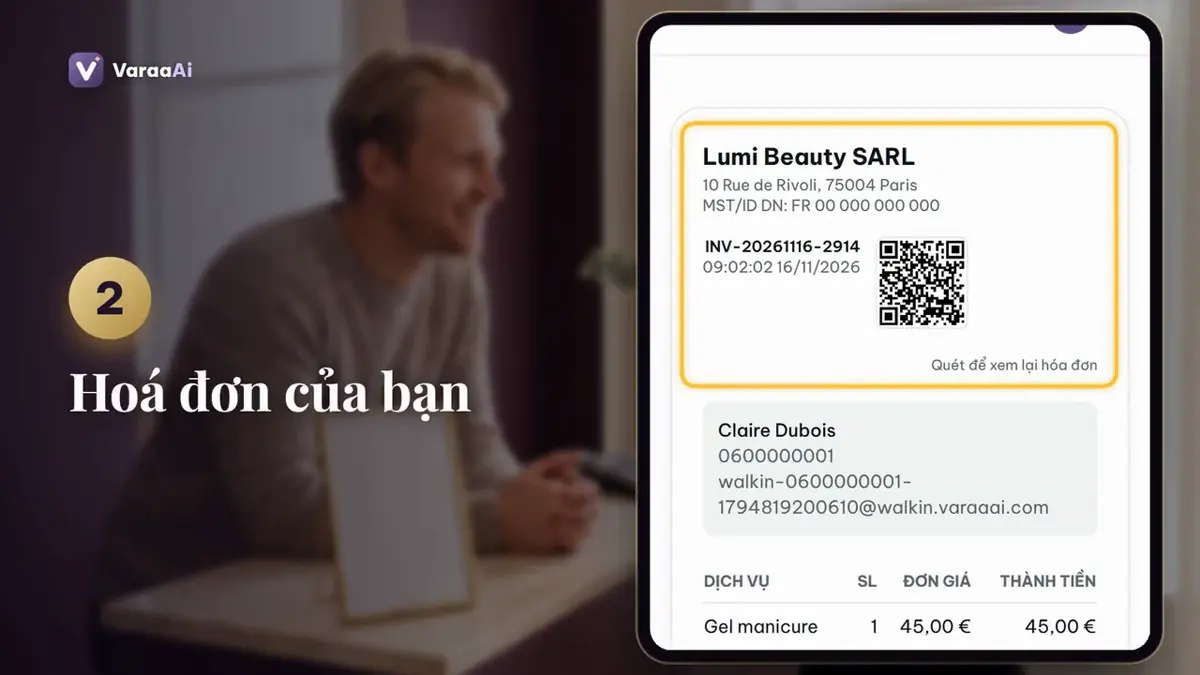 VaraaAi
2
Hoá đơn của bạn
Lumi Beauty SARL
10 Rue de Rivoli, 75004 Paris
MST/ID DN: FR 00 000 000 000
INV-20261116-2914
09:02:02 16/11/2026
Quét để xem lại hóa đơn
Claire Dubois
0600000001
walkin-0600000001-
1794819200610@walkin.varaaai.com
DỊCH VỤ SL ĐƠN GIÁ THÀNH TIỀN
Gel manicure 1 45,00 € 45,00 €